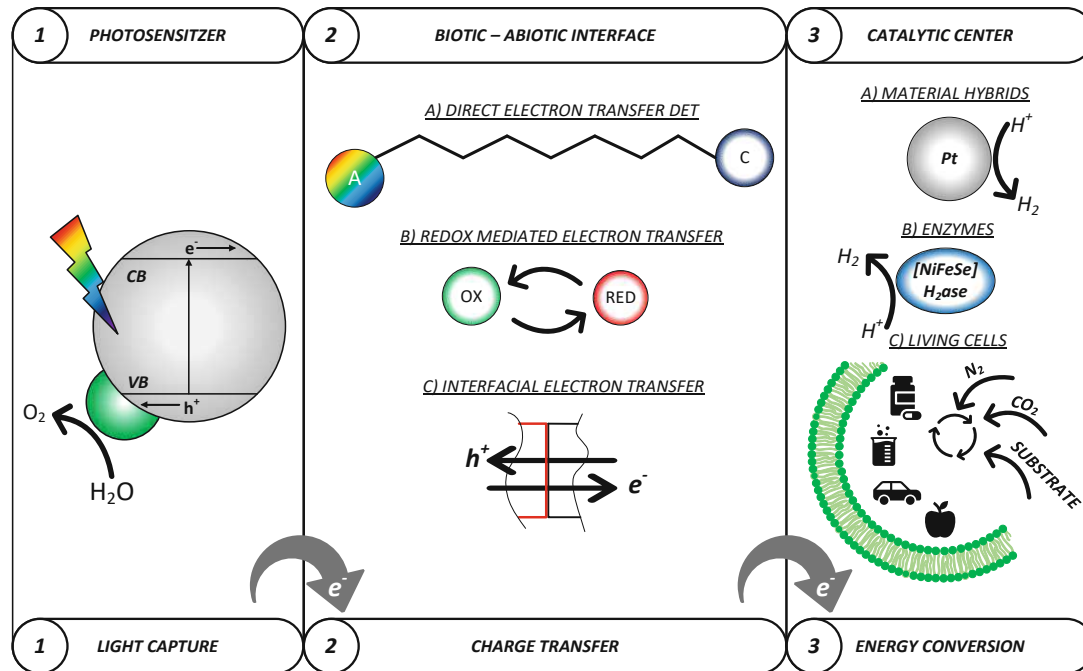 1 PHOTOSENSITZER
CB
e⁻
VB
h⁺
O₂
H₂O
e⁻
1 LIGHT CAPTURE
2 BIOTIC – ABIOTIC INTERFACE
A) DIRECT ELECTRON TRANSFER DET
A
C
B) REDOX MEDIATED ELECTRON TRANSFER
OX
RED
C) INTERFACIAL ELECTRON TRANSFER
h⁺
e⁻
e⁻
2 CHARGE TRANSFER
3 CATALYTIC CENTER
A) MATERIAL HYBRIDS
Pt
H⁺
H₂
B) ENZYMES
H₂
[NiFeSe]
H₂ase
H⁺
C) LIVING CELLS
N₂
CO₂
SUBSTRATE
3 ENERGY CONVERSION